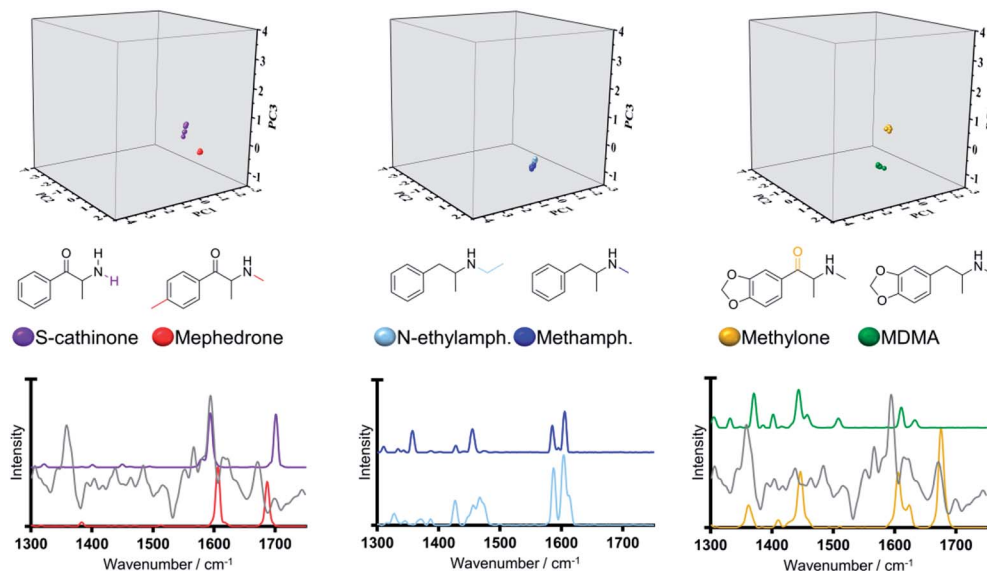 4
3
2
1
0
-1
PC3
PC2
PC1
4
3
2
1
0
-1
PC3
PC2
PC1
4
3
2
1
0
-1
PC2
PC1
O
H
N
H
O
H
N
H
N
H
N
O
O
O
H
N
O
O
H
N
S-cathinone
Mephedrone
N-ethylamph.
Methamph.
Methylone
MDMA
Intensity
1300 1400 1500 1600 1700
Wavenumber / cm⁻¹
Intensity
1300 1400 1500 1600 1700
Wavenumber / cm⁻¹
Intensity
1300 1400 1500 1600 1700
Wavenumber / cm⁻¹